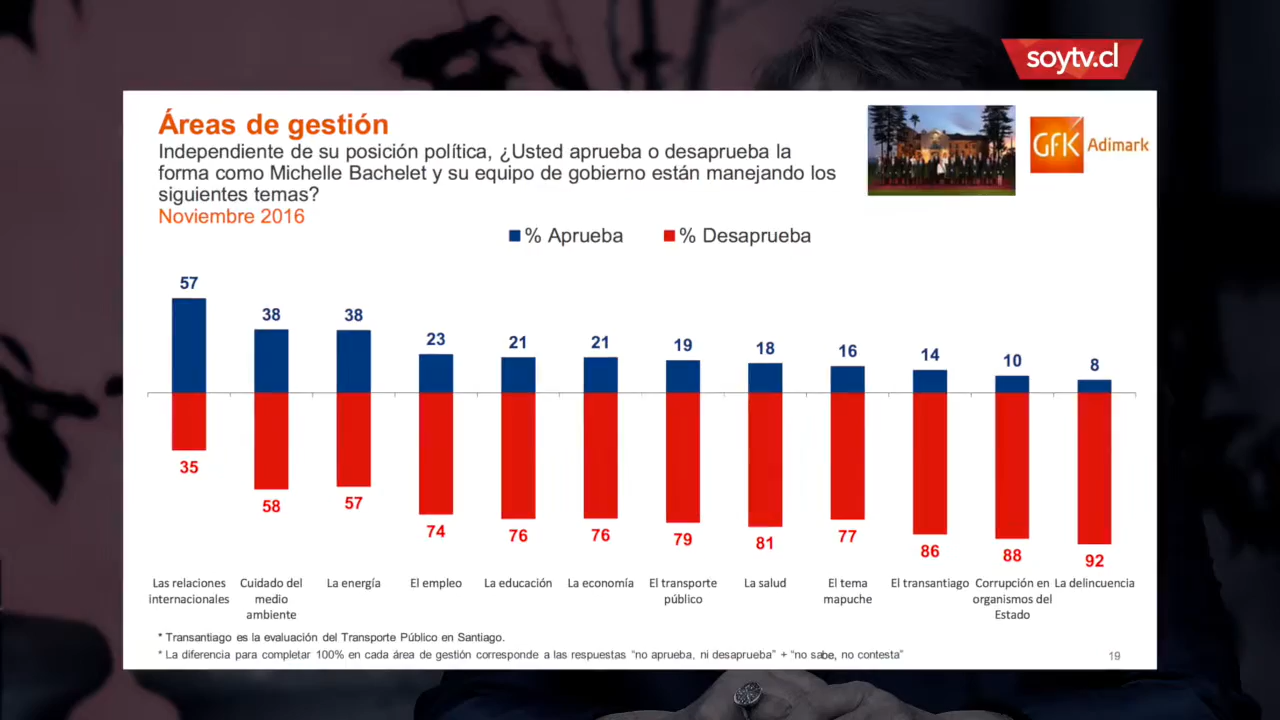 soytv.cl
Áreas de gestión
Independiente de su posición política, ¿Usted aprueba o desaprueba la
forma como Michelle Bachelet y su equipo de gobierno están manejando los
siguientes temas?
Noviembre 2016
GfK Adimark
% Aprueba % Desaprueba
57 38 38 23 21 21 19 18 16 14 10 8
35 58 57 74 76 76 79 81 77 86 88 92
Las relaciones internacionales
Cuidado del medio ambiente
La energía
El empleo
La educación
La economía
El transporte público
La salud
El tema mapuche
El transantiago
Corrupción en organismos del Estado
La delincuencia
* Transantiago es la evaluación del Transporte Público en Santiago.
* La diferencia para completar 100% en cada área de gestión corresponde a las respuestas “no aprueba, ni desaprueba” + “no sabe, no contesta”
19